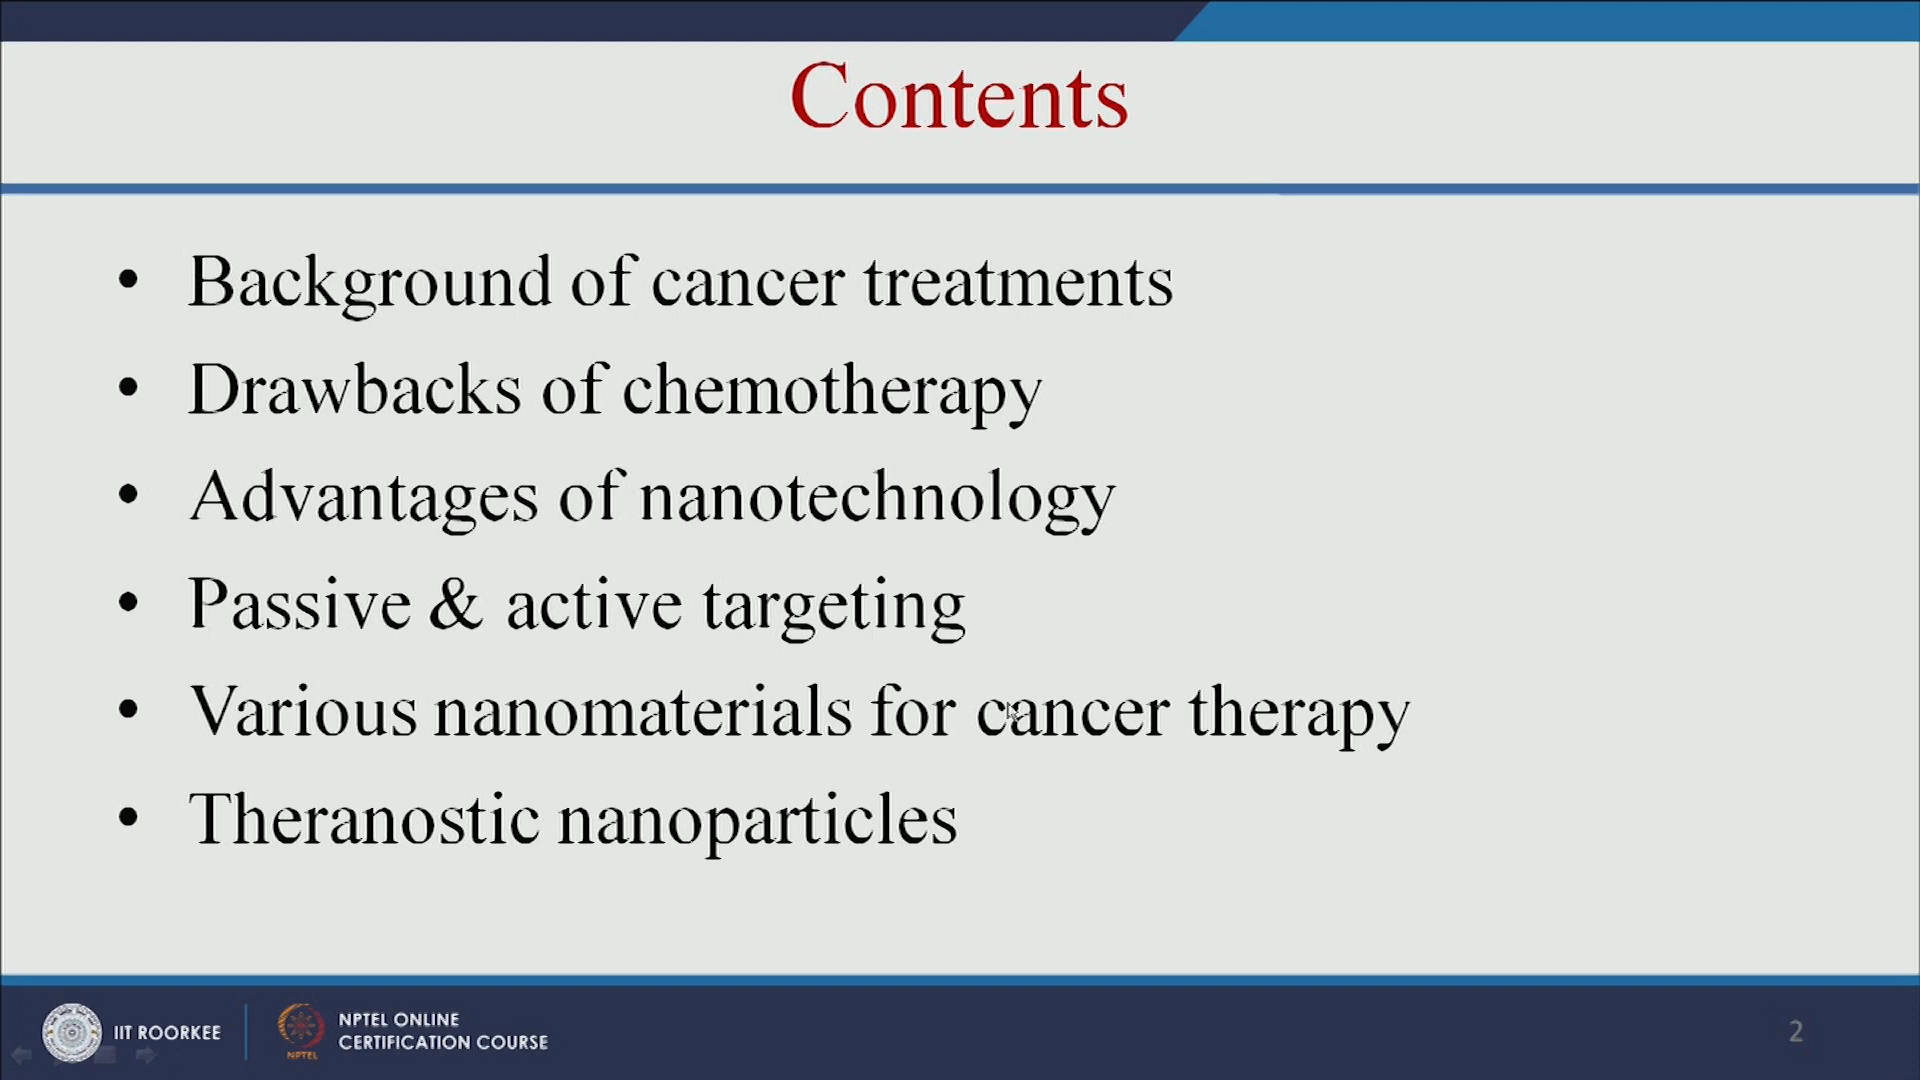 Contents
• Background of cancer treatments
• Drawbacks of chemotherapy
• Advantages of nanotechnology
• Passive & active targeting
• Various nanomaterials for cancer therapy
• Theranostic nanoparticles
IIT ROORKEE
NPTEL
NPTEL ONLINE
CERTIFICATION COURSE
2